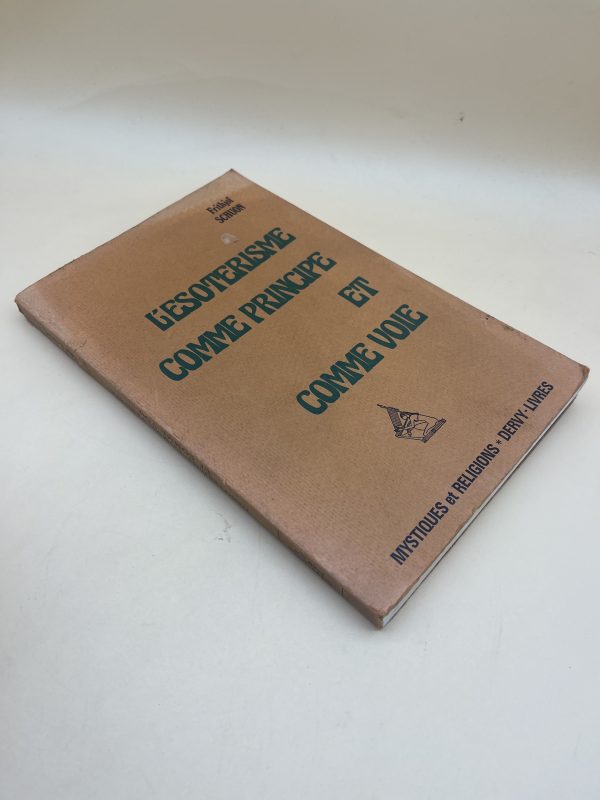 Frithjof
SCHUON
L'ESOTERISME
COMME PRINCIPE
ET
COMME VOIE
MYSTIQUES et RELIGIONS * DERVY-LIVRES